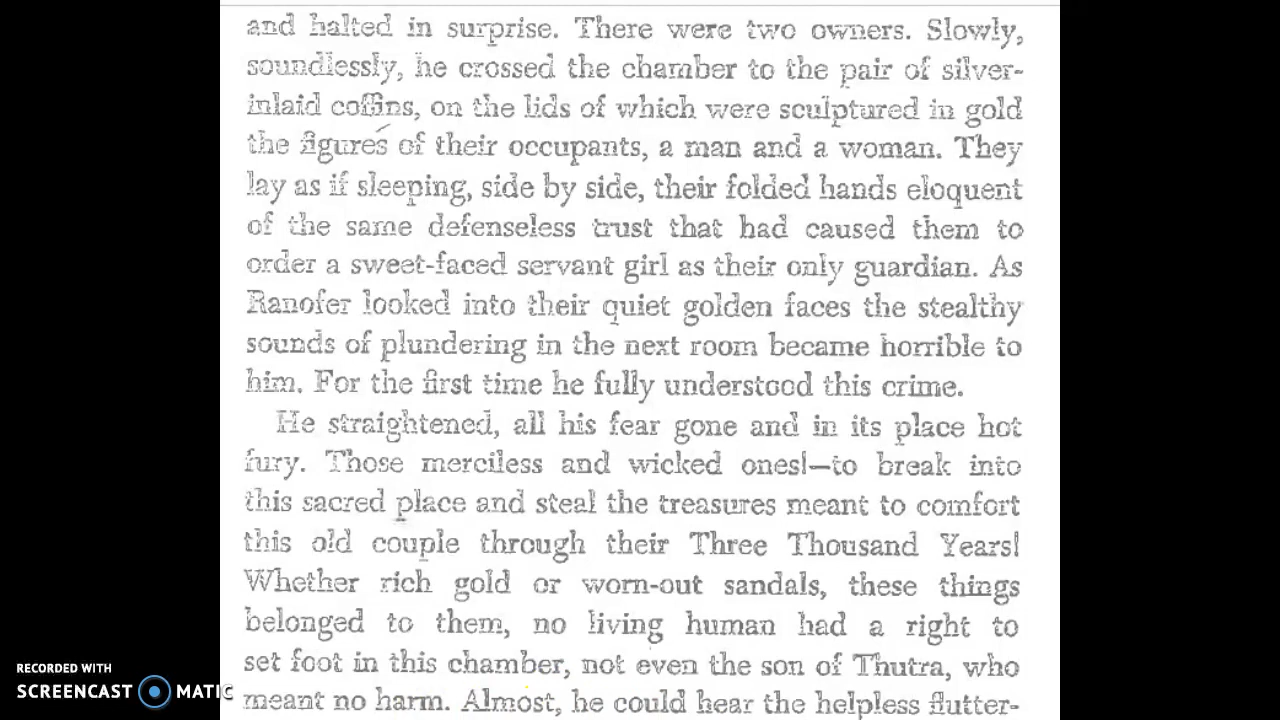 and halted in surprise. There were two owners. Slowly,
soundlessly, he crossed the chamber to the pair of silver-
inlaid coffins, on the lids of which were sculptured in gold
the figures of their occupants, a man and a woman. They
lay as if sleeping, side by side, their folded hands eloquent
of the same defenseless trust that had caused them to
order a sweet-faced servant girl as their only guardian. As
Ranofer looked into their quiet golden faces the stealthy
sounds of plundering in the next room became horrible to
him. For the first time he fully understood this crime.
He straightened, all his fear gone and in its place hot
fury. Those merciless and wicked ones!—to break into
this sacred place and steal the treasures meant to comfort
this old couple through their Three Thousand Years!
Whether rich gold or worn-out sandals, these things
belonged to them, no living human had a right to
set foot in this chamber, not even the son of Thutra, who
meant no harm. Almost, he could hear the helpless flutter-
RECORDED WITH
SCREENCAST MATIC